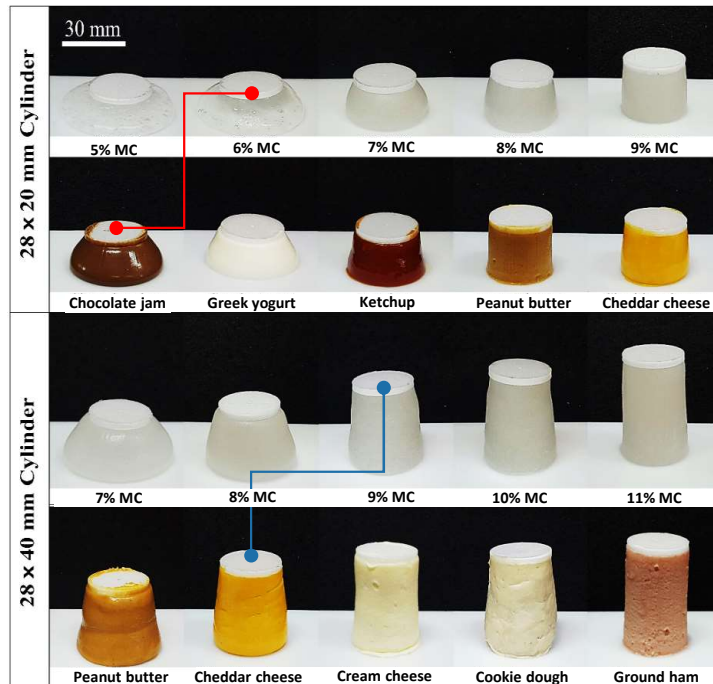 28 x 20 mm Cylinder
30 mm
5% MC
6% MC
7% MC
8% MC
9% MC
Chocolate jam
Greek yogurt
Ketchup
Peanut butter
Cheddar cheese
28 x 40 mm Cylinder
7% MC
8% MC
9% MC
10% MC
11% MC
Peanut butter
Cheddar cheese
Cream cheese
Cookie dough
Ground ham